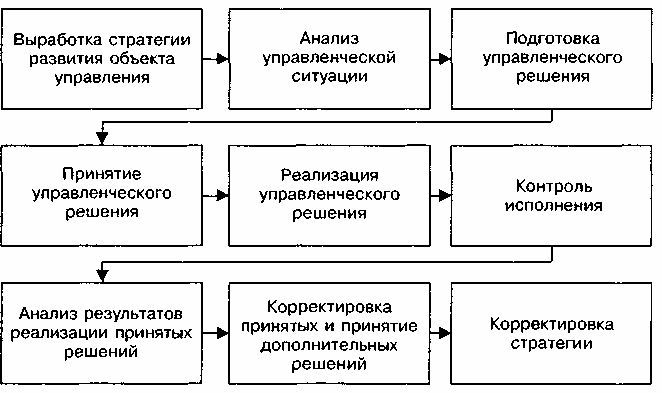 Выработка стратегии
развития объекта
управления
Анализ
управленческой
ситуации
Подготовка
управленческого
решения
Принятие
управленческого
решения
Реализация
управленческого
решения
Контроль
исполнения
Анализ результатов
реализации принятых
решений
Корректировка
принятых и принятие
дополнительных
решений
Корректировка
стратегии